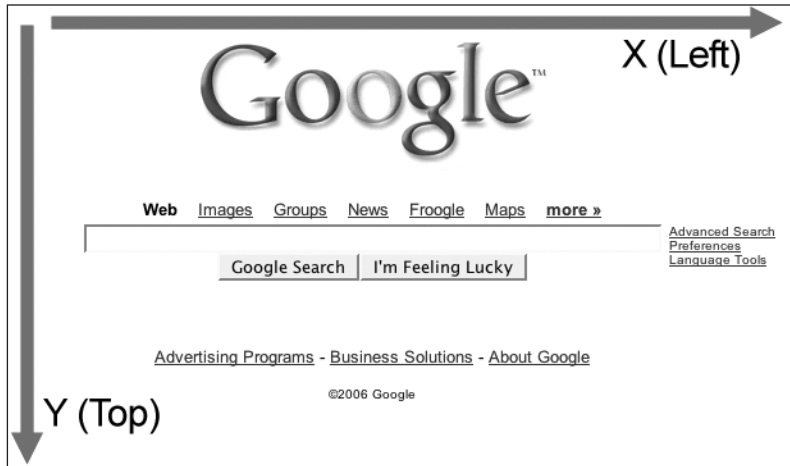 X (Left)
Google™
Web Images Groups News Froogle Maps more »
Advanced Search
Preferences
Language Tools
Google Search I'm Feeling Lucky
Advertising Programs - Business Solutions - About Google
©2006 Google
Y (Top)